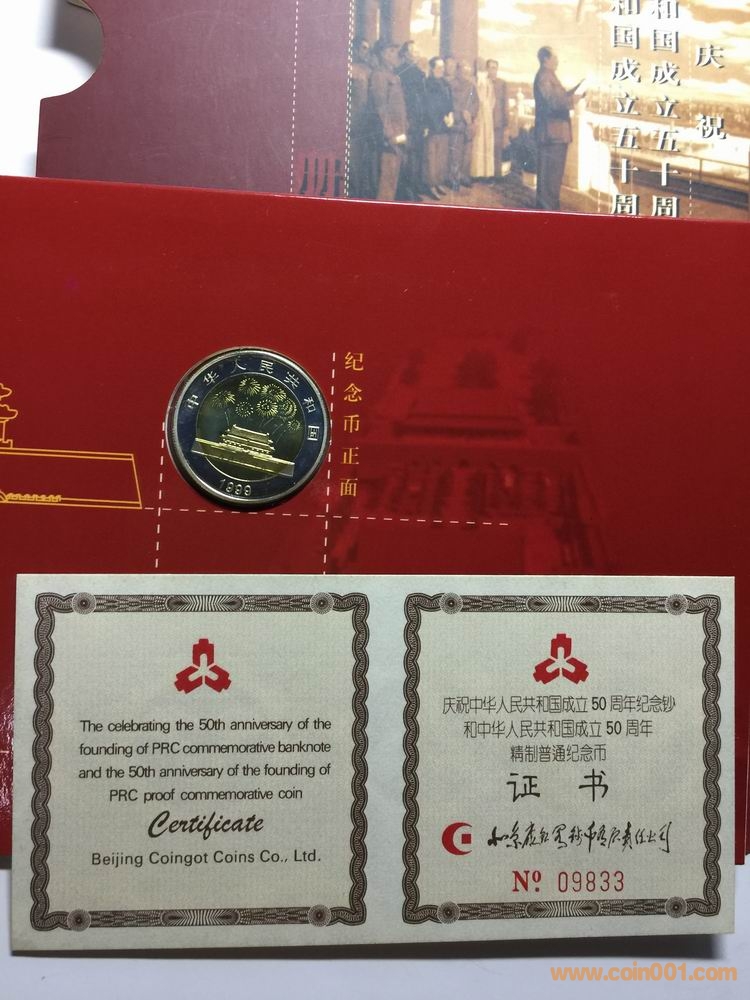 庆祝
和国成立五十周
和国成立五十周
中华人民共和国
1999
纪念币正面
The celebrating the 50th anniversary of the
founding of PRC commemorative banknote
and the 50th anniversary of the founding of
PRC proof commemorative coin
Certificate
Beijing Coingot Coins Co., Ltd.
庆祝中华人民共和国成立50周年纪念钞
和中华人民共和国成立50周年
精制普通纪念币
证书
Nº 09833
www.coin001.com